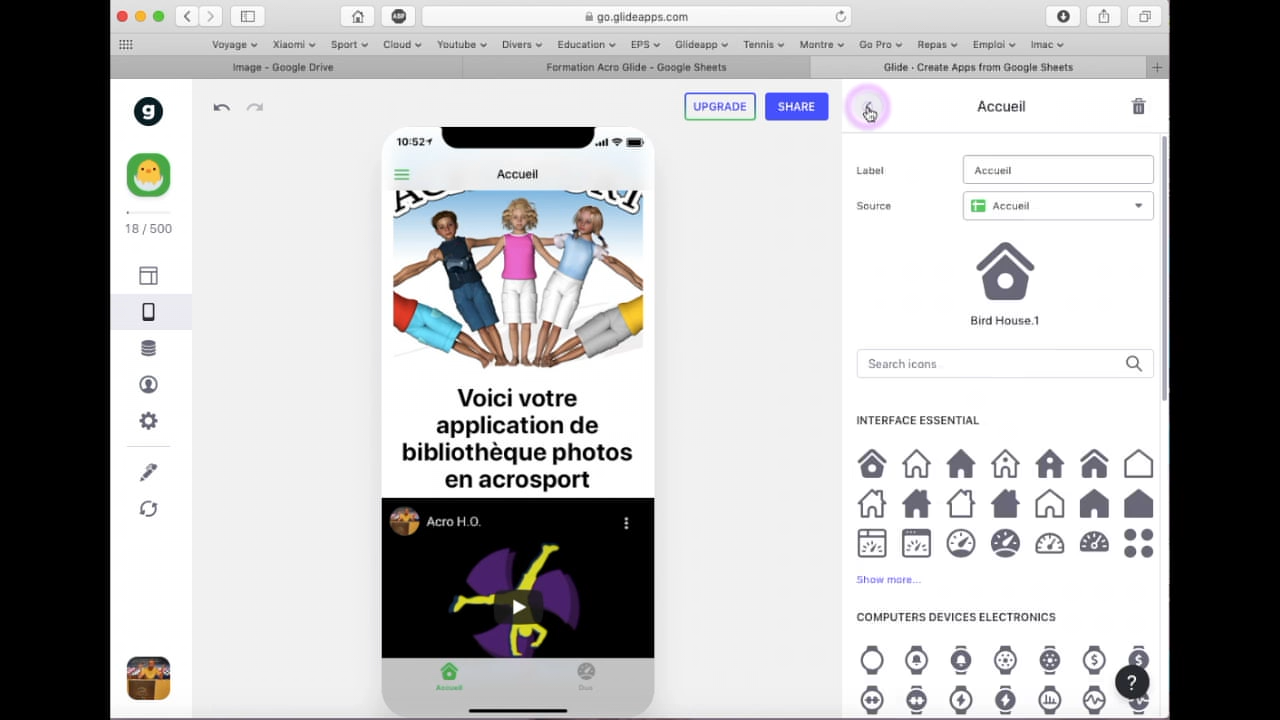 go.glideapps.com
ABP
Voyage Xiaomi Sport Cloud Youtube Divers Education EPS Glideapp Tennis Montre Go Pro Repas Emploi Imac
Image - Google Drive Formation Acro Glide - Google Sheets Glide · Create Apps from Google Sheets
g
18 / 500
UPGRADE SHARE
10:52
Accueil
Voici votre
application de
bibliothèque photos
en acrosport
Acro H.O.
Accueil Duo
Accueil
Label Accueil
Source Accueil
Bird House.1
Search icons
INTERFACE ESSENTIAL
Show more...
COMPUTERS DEVICES ELECTRONICS
?